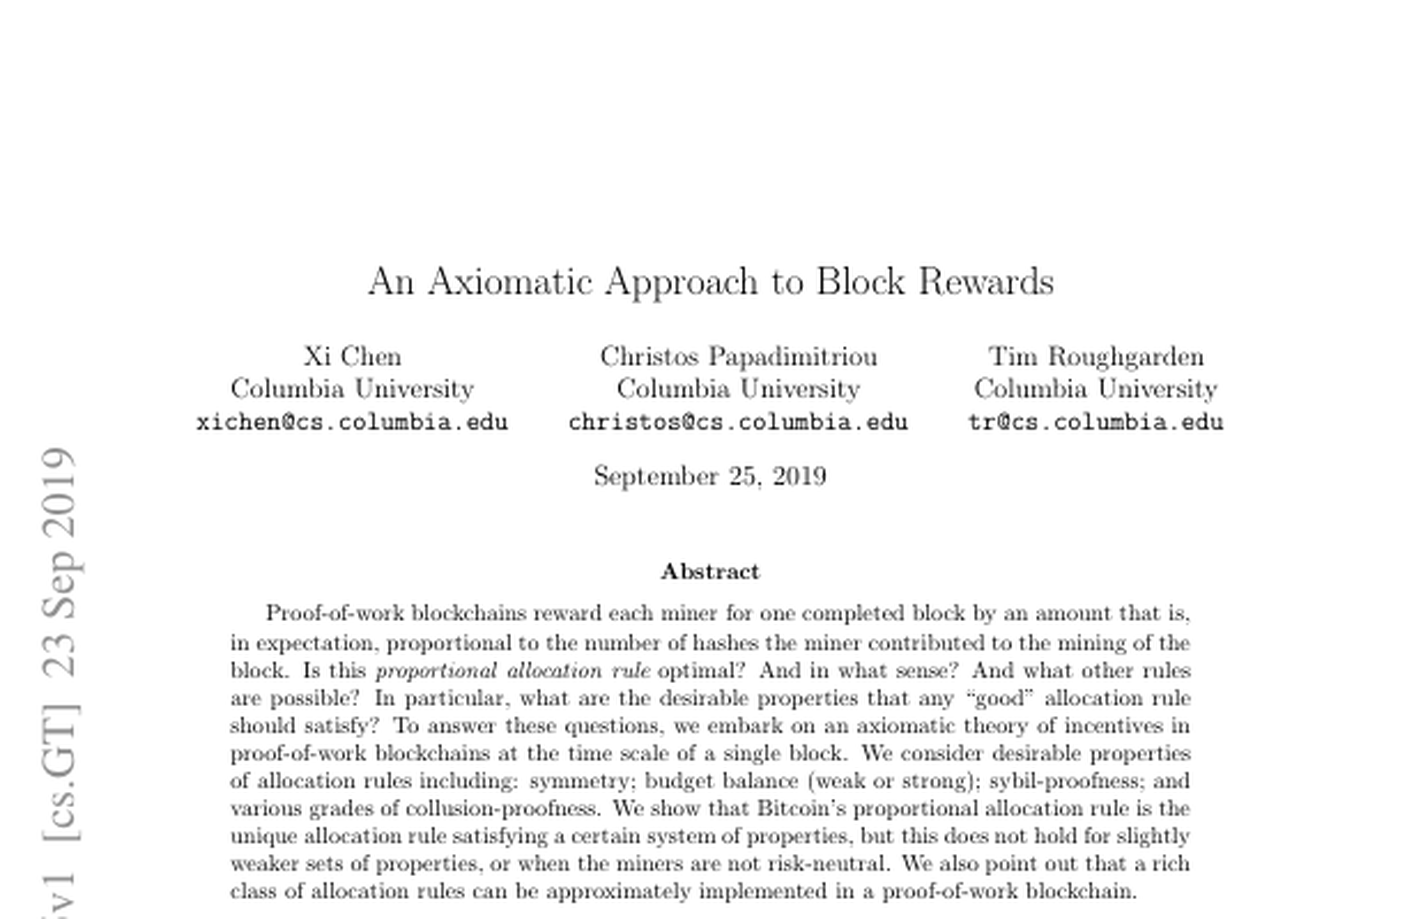 An Axiomatic Approach to Block Rewards
Xi Chen
Columbia University
xichen@cs.columbia.edu
Christos Papadimitriou
Columbia University
christos@cs.columbia.edu
Tim Roughgarden
Columbia University
tr@cs.columbia.edu
September 25, 2019
Abstract
Proof-of-work blockchains reward each miner for one completed block by an amount that is,
in expectation, proportional to the number of hashes the miner contributed to the mining of the
block. Is this proportional allocation rule optimal? And in what sense? And what other rules
are possible? In particular, what are the desirable properties that any “good” allocation rule
should satisfy? To answer these questions, we embark on an axiomatic theory of incentives in
proof-of-work blockchains at the time scale of a single block. We consider desirable properties
of allocation rules including: symmetry; budget balance (weak or strong); sybil-proofness; and
various grades of collusion-proofness. We show that Bitcoin’s proportional allocation rule is the
unique allocation rule satisfying a certain system of properties, but this does not hold for slightly
weaker sets of properties, or when the miners are not risk-neutral. We also point out that a rich
class of allocation rules can be approximately implemented in a proof-of-work blockchain.
v1 [cs.GT] 23 Sep 2019